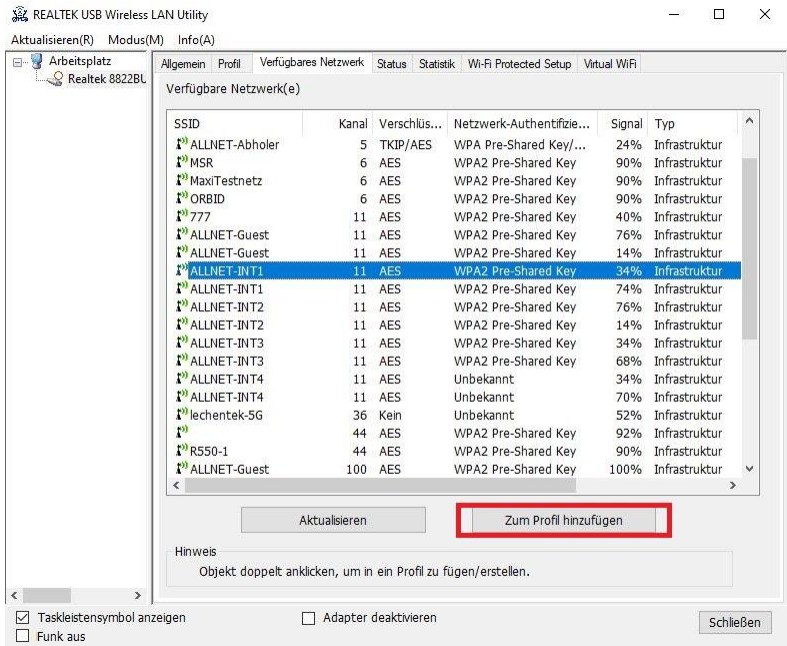 REALTEK USB Wireless LAN Utility
Aktualisieren(R) Modus(M) Info(A)
Arbeitsplatz
Realtek 8822BU
Allgemein Profil Verfügbares Netzwerk Status Statistik Wi-Fi Protected Setup Virtual WiFi
Verfügbare Netzwerk(e)
SSID Kanal Verschlüs... Netzwerk-Authentifizie... Signal Typ
ALLNET-Abholer 5 TKIP/AES WPA Pre-Shared Key/... 24% Infrastruktur
MSR 6 AES WPA2 Pre-Shared Key 90% Infrastruktur
MaxiTestnetz 6 AES WPA2 Pre-Shared Key 90% Infrastruktur
ORBID 6 AES WPA2 Pre-Shared Key 90% Infrastruktur
777 11 AES WPA2 Pre-Shared Key 40% Infrastruktur
ALLNET-Guest 11 AES WPA2 Pre-Shared Key 76% Infrastruktur
ALLNET-Guest 11 AES WPA2 Pre-Shared Key 14% Infrastruktur
ALLNET-INT1 11 AES WPA2 Pre-Shared Key 34% Infrastruktur
ALLNET-INT1 11 AES WPA2 Pre-Shared Key 74% Infrastruktur
ALLNET-INT2 11 AES WPA2 Pre-Shared Key 76% Infrastruktur
ALLNET-INT2 11 AES WPA2 Pre-Shared Key 14% Infrastruktur
ALLNET-INT3 11 AES WPA2 Pre-Shared Key 34% Infrastruktur
ALLNET-INT3 11 AES WPA2 Pre-Shared Key 68% Infrastruktur
ALLNET-INT4 11 AES Unbekannt 34% Infrastruktur
ALLNET-INT4 11 AES Unbekannt 70% Infrastruktur
lechentek-5G 36 Kein Unbekannt 52% Infrastruktur
44 AES WPA2 Pre-Shared Key 92% Infrastruktur
R550-1 44 AES WPA2 Pre-Shared Key 90% Infrastruktur
ALLNET-Guest 100 AES WPA2 Pre-Shared Key 100% Infrastruktur
Aktualisieren Zum Profil hinzufügen
Hinweis
Objekt doppelt anklicken, um in ein Profil zu fügen/erstellen.
Taskleistensymbol anzeigen Adapter deaktivieren
Funk aus
Schließen